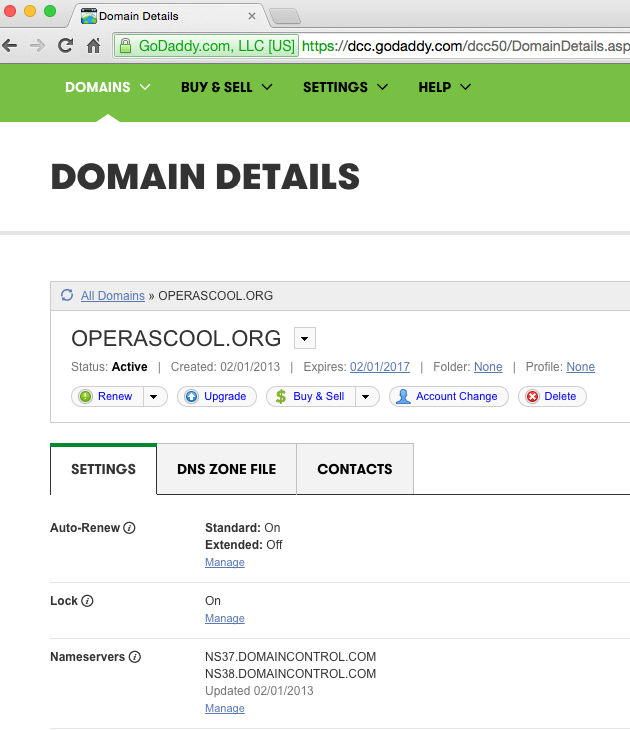 Domain Details
GoDaddy.com, LLC [US] https://dcc.godaddy.com/dcc50/DomainDetails.asp
DOMAINS BUY & SELL SETTINGS HELP
DOMAIN DETAILS
All Domains » OPERASCOOL.ORG
OPERASCOOL.ORG
Status: Active | Created: 02/01/2013 | Expires: 02/01/2017 | Folder: None | Profile: None
Renew Upgrade Buy & Sell Account Change Delete
SETTINGS DNS ZONE FILE CONTACTS
Auto-Renew Standard: On
Extended: Off
Manage
Lock On
Manage
Nameservers NS37.DOMAINCONTROL.COM
NS38.DOMAINCONTROL.COM
Updated 02/01/2013
Manage